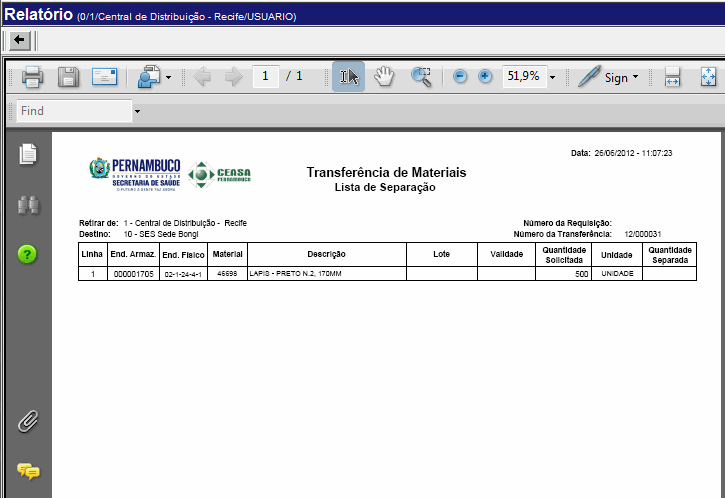 Relatório (0/1/Central de Distribuição - Recife/USUARIO)
1 / 1 51,9% Sign
Find
Data: 26/06/2012 - 11:07:23
PERNAMBUCO
GOVERNO DO ESTADO
SECRETARIA DE SAÚDE
O FUTURO A GENTE FAZ AGORA
CEASA
PERNAMBUCO
Transferência de Materiais
Lista de Separação
Retirar de: 1 - Central de Distribuição - Recife Número da Requisição:
Destino: 10 - SES Sede Bongi Número da Transferência: 12/000031
Linha End. Armaz. End. Físico Material Descrição Lote Validade Quantidade Solicitada Unidade Quantidade Separada
1 000001705 02-1-24-4-1 46698 LAPIS - PRETO N.2, 170MM 500 UNIDADE